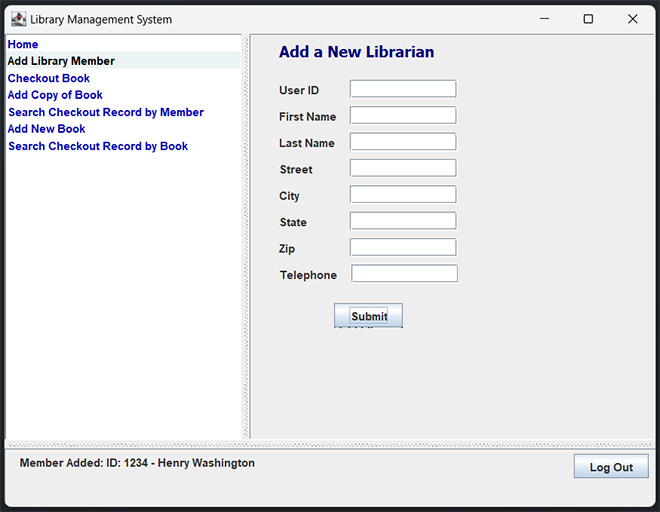 Library Management System
Home
Add Library Member
Checkout Book
Add Copy of Book
Search Checkout Record by Member
Add New Book
Search Checkout Record by Book
Add a New Librarian
User ID
First Name
Last Name
Street
City
State
Zip
Telephone
Submit
Member Added: ID: 1234 - Henry Washington
Log Out